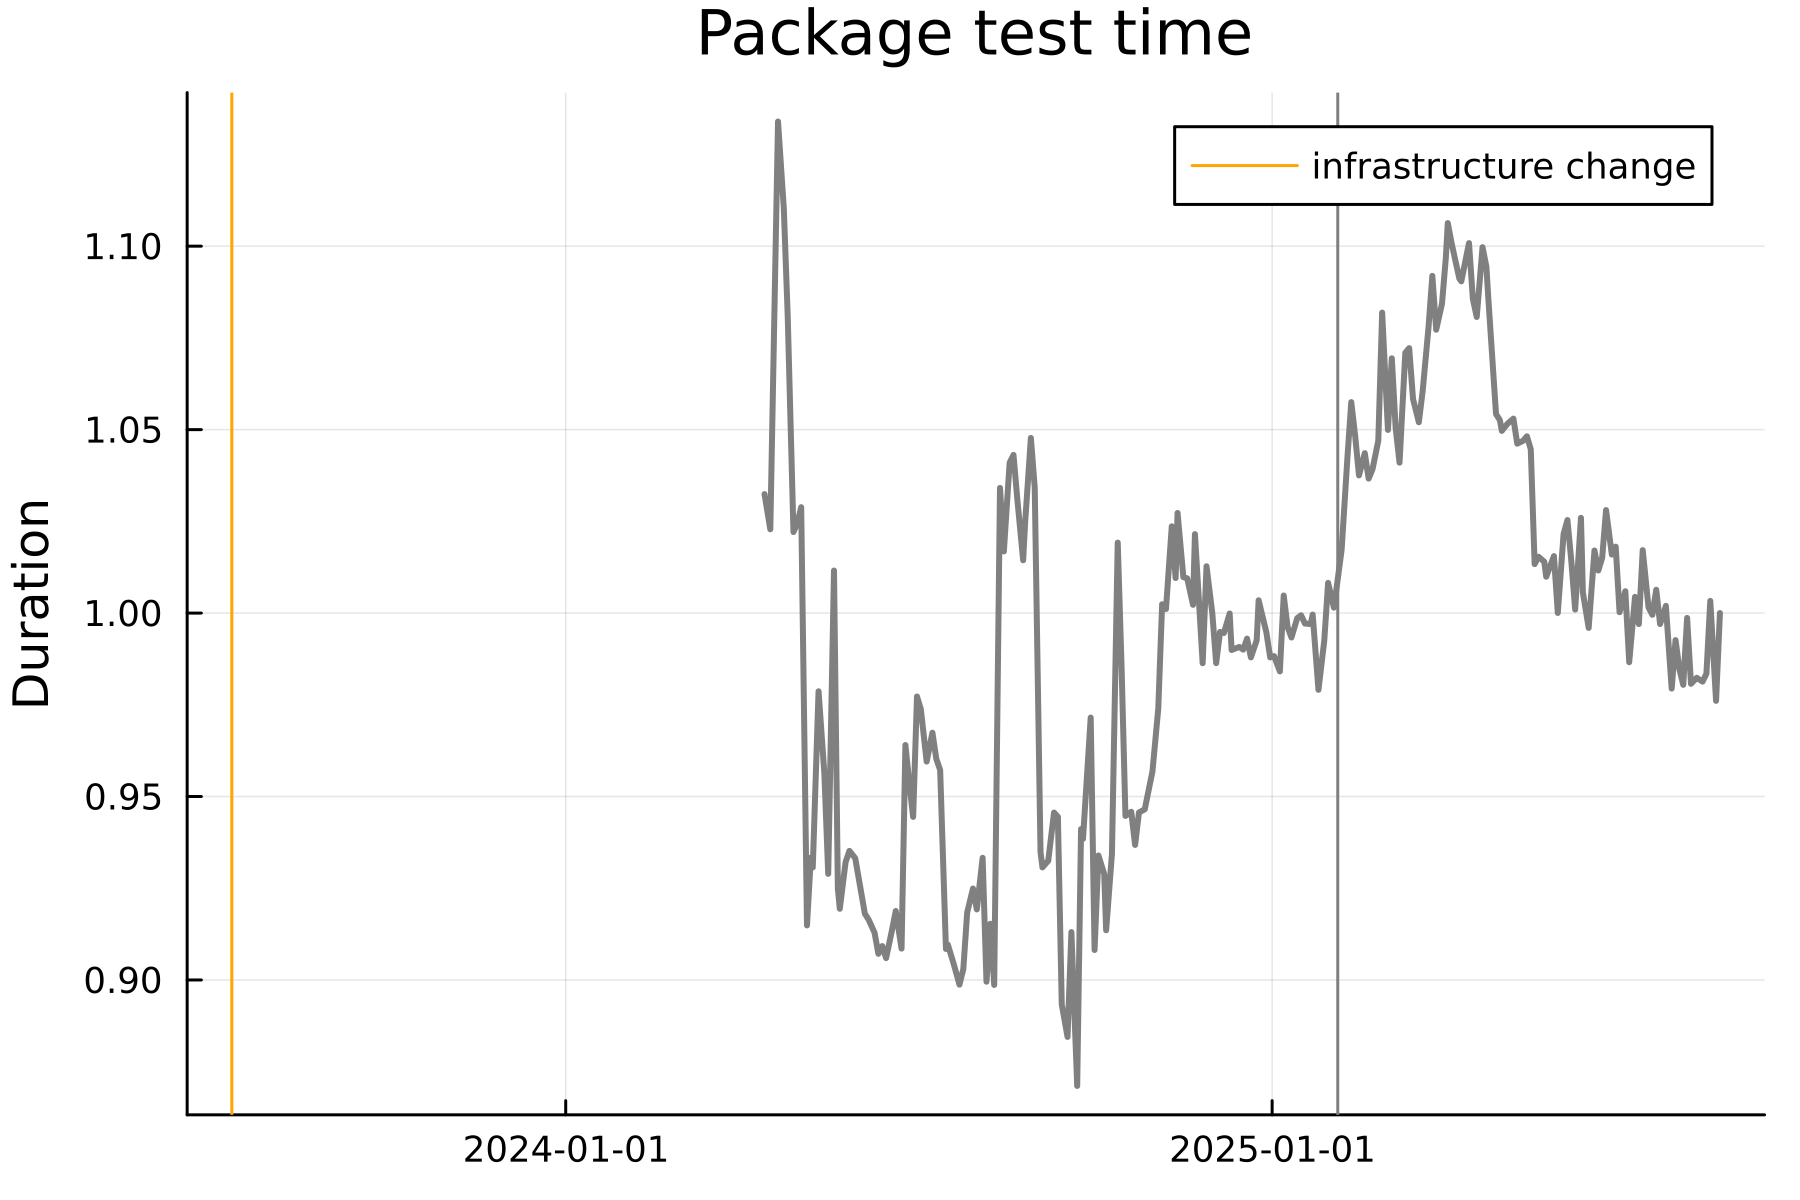 Package test time
infrastructure change
Duration
1.10
1.05
1.00
0.95
0.90
2024-01-01
2025-01-01